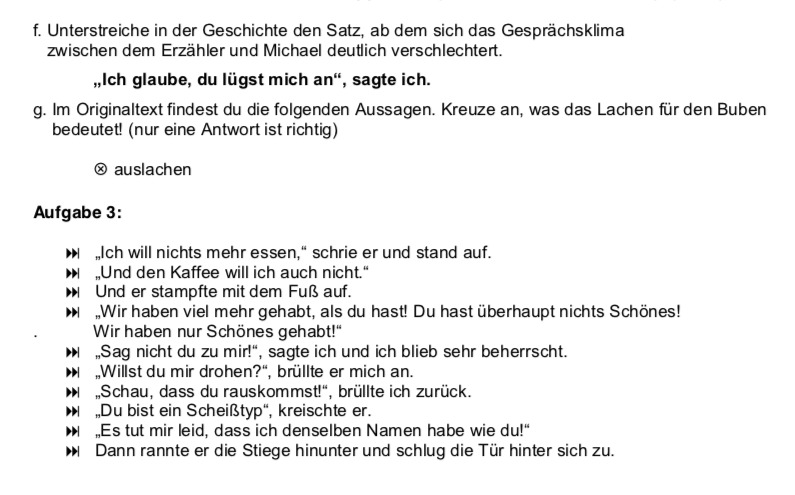 f. Unterstreiche in der Geschichte den Satz, ab dem sich das Gesprächsklima
zwischen dem Erzähler und Michael deutlich verschlechtert.
„Ich glaube, du lügst mich an“, sagte ich.
g. Im Originaltext findest du die folgenden Aussagen. Kreuze an, was das Lachen für den Buben
bedeutet! (nur eine Antwort ist richtig)
⊗ auslachen
Aufgabe 3:
⏭ „Ich will nichts mehr essen,“ schrie er und stand auf.
⏭ „Und den Kaffee will ich auch nicht.“
⏭ Und er stampfte mit dem Fuß auf.
⏭ „Wir haben viel mehr gehabt, als du hast! Du hast überhaupt nichts Schönes!
. Wir haben nur Schönes gehabt!“
⏭ „Sag nicht du zu mir!“, sagte ich und ich blieb sehr beherrscht.
⏭ „Willst du mir drohen?“, brüllte er mich an.
⏭ „Schau, dass du rauskommst!“, brüllte ich zurück.
⏭ „Du bist ein Scheißtyp“, kreischte er.
⏭ „Es tut mir leid, dass ich denselben Namen habe wie du!“
⏭ Dann rannte er die Stiege hinunter und schlug die Tür hinter sich zu.